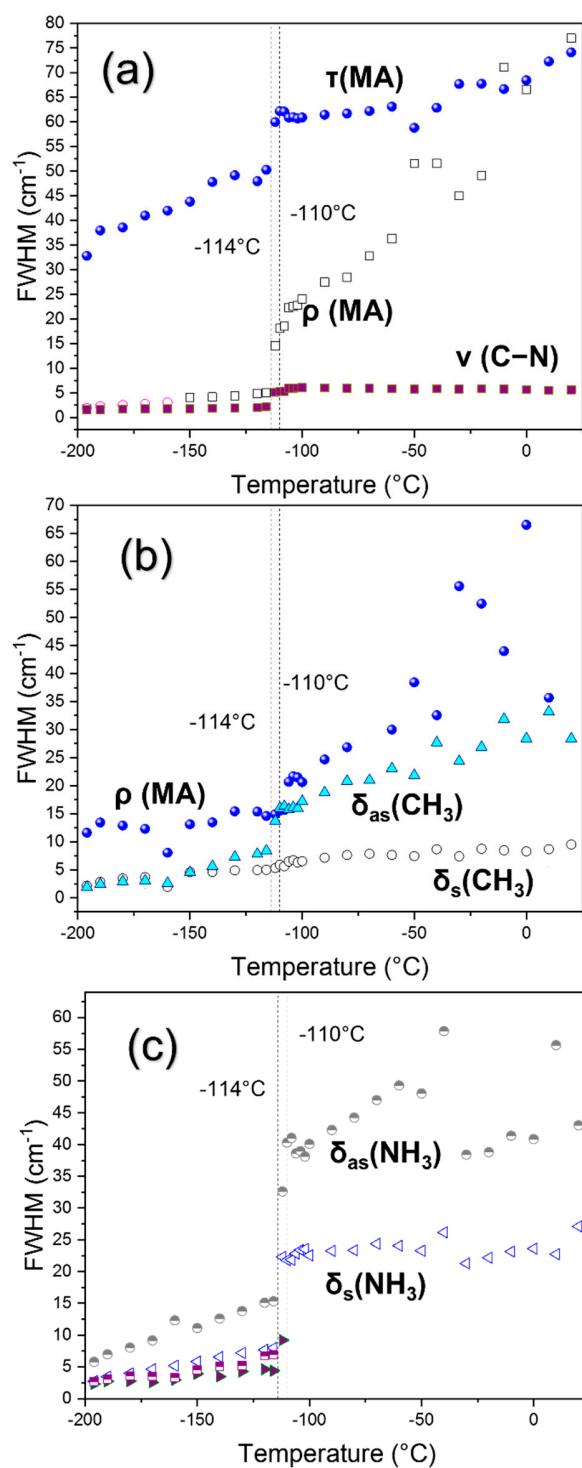 (a)
τ(MA)
-110°C
-114°C
ρ (MA)
ν (C−N)
FWHM (cm-1)
80
75
70
65
60
55
50
45
40
35
30
25
20
15
10
5
0
-200 -150 -100 -50 0
Temperature (°C)
(b)
-110°C
-114°C
ρ (MA)
δas(CH3)
δs(CH3)
FWHM (cm-1)
70
65
60
55
50
45
40
35
30
25
20
15
10
5
0
-200 -150 -100 -50 0
Temperature (°C)
(c)
-110°C
-114°C
δas(NH3)
δs(NH3)
FWHM (cm-1)
60
55
50
45
40
35
30
25
20
15
10
5
0
-200 -150 -100 -50 0
Temperature (°C)